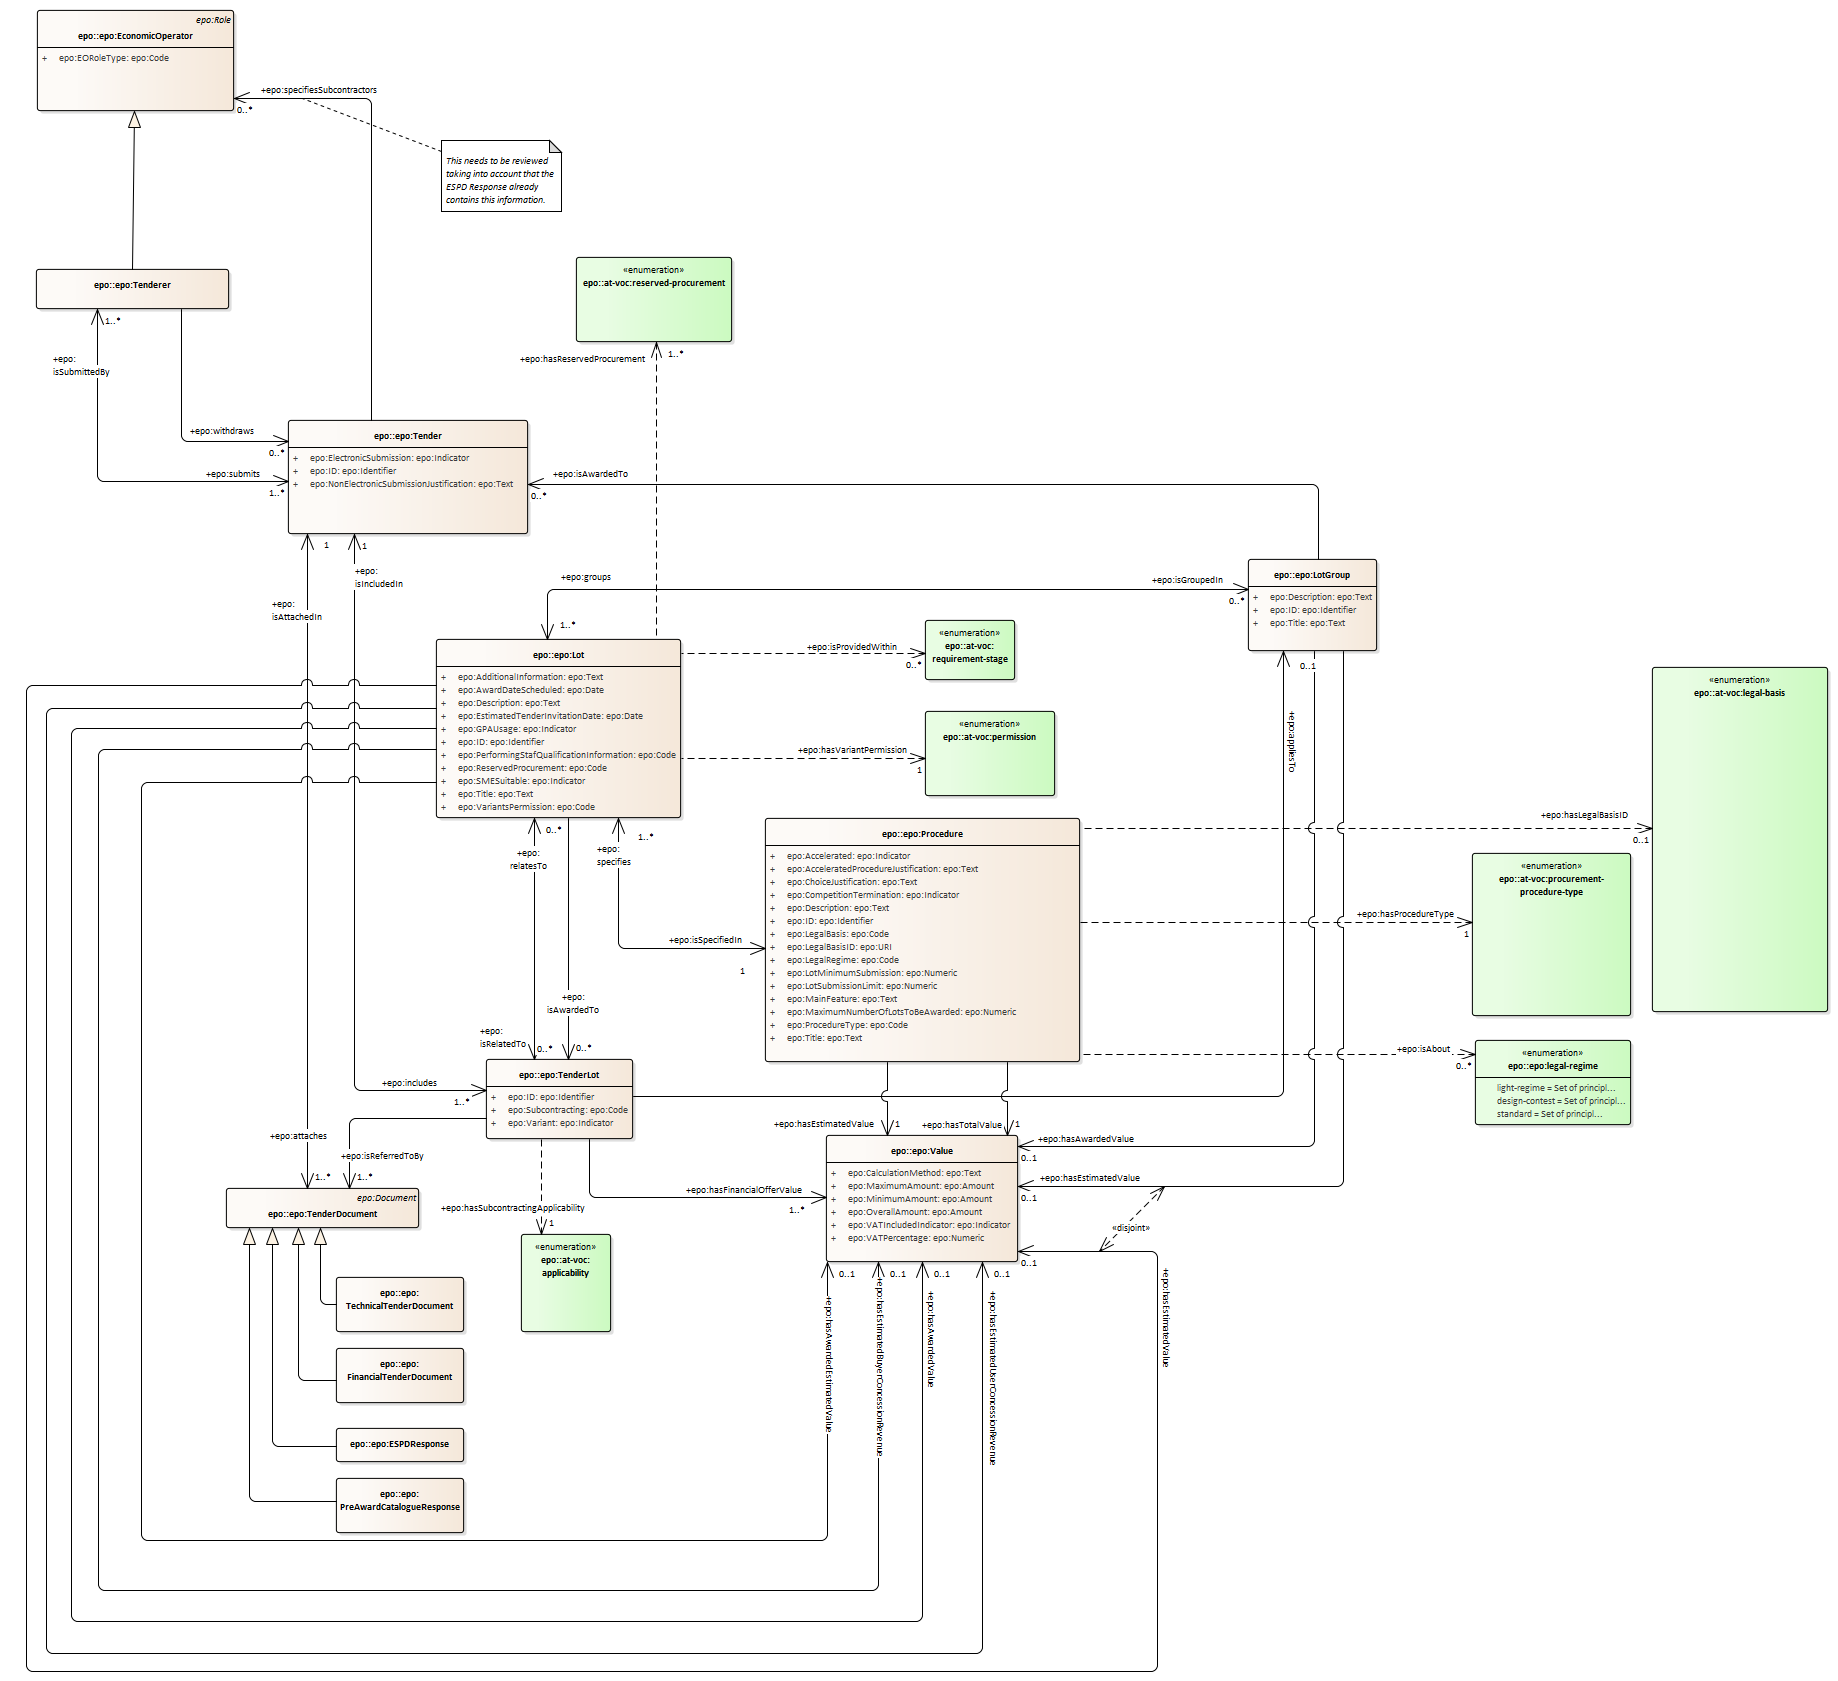 epo:Role
epo::epo:EconomicOperator
+ epo:EORoleType: epo:Code
+epo:specifiesSubcontractors
0..*
This needs to be reviewed
taking into account that the
ESPD Response already
contains this information.
epo::epo:Tenderer
1..*
+epo:
isSubmittedBy
+epo:withdraws
0..*
+epo:submits
1..*
«enumeration»
epo::at-voc:reserved-procurement
+epo:hasReservedProcurement
1..*
epo::epo:Tender
+ epo:ElectronicSubmission: epo:Indicator
+ epo:ID: epo:Identifier
+ epo:NonElectronicSubmissionJustification: epo:Text
+epo:isAwardedTo
0..*
1
1
+epo:
isIncludedIn
+epo:
isAttachedIn
+epo:groups
1..*
+epo:isGroupedIn
0..*
epo::epo:LotGroup
+ epo:Description: epo:Text
+ epo:ID: epo:Identifier
+ epo:Title: epo:Text
0..1
+epo:appliesTo
epo::epo:Lot
+ epo:AdditionalInformation: epo:Text
+ epo:AwardDateScheduled: epo:Date
+ epo:Description: epo:Text
+ epo:EstimatedTenderInvitationDate: epo:Date
+ epo:GPAUsage: epo:Indicator
+ epo:ID: epo:Identifier
+ epo:PerformingStafQualificationInformation: epo:Code
+ epo:ReservedProcurement: epo:Code
+ epo:SMESuitable: epo:Indicator
+ epo:Title: epo:Text
+ epo:VariantsPermission: epo:Code
+epo:isProvidedWithin
0..*
«enumeration»
epo::at-voc:
requirement-stage
+epo:hasVariantPermission
1
«enumeration»
epo::at-voc:permission
«enumeration»
epo::at-voc:legal-basis
+epo:hasLegalBasisID
0..1
0..*
+epo:
relatesTo
1..*
+epo:
specifies
+epo:isSpecifiedIn
1
epo::epo:Procedure
+ epo:Accelerated: epo:Indicator
+ epo:AcceleratedProcedureJustification: epo:Text
+ epo:ChoiceJustification: epo:Text
+ epo:CompetitionTermination: epo:Indicator
+ epo:Description: epo:Text
+ epo:ID: epo:Identifier
+ epo:LegalBasis: epo:Code
+ epo:LegalBasisID: epo:URI
+ epo:LegalRegime: epo:Code
+ epo:LotMinimumSubmission: epo:Numeric
+ epo:LotSubmissionLimit: epo:Numeric
+ epo:MainFeature: epo:Text
+ epo:MaximumNumberOfLotsToBeAwarded: epo:Numeric
+ epo:ProcedureType: epo:Code
+ epo:Title: epo:Text
«enumeration»
epo::at-voc:procurement-
procedure-type
+epo:hasProcedureType
1
+epo:isAbout
0..*
«enumeration»
epo::epo:legal-regime
light-regime = Set of principl...
design-contest = Set of principl...
standard = Set of principl...
+epo:
isAwardedTo
0..*
+epo:
isRelatedTo
0..*
epo::epo:TenderLot
+ epo:ID: epo:Identifier
+ epo:Subcontracting: epo:Code
+ epo:Variant: epo:Indicator
+epo:includes
1..*
+epo:attaches
1..*
+epo:isReferredToBy
1..*
+epo:hasEstimatedValue
1
+epo:hasTotalValue
1
+epo:hasAwardedValue
0..1
+epo:hasEstimatedValue
0..1
epo::epo:Value
+ epo:CalculationMethod: epo:Text
+ epo:MaximumAmount: epo:Amount
+ epo:MinimumAmount: epo:Amount
+ epo:OverallAmount: epo:Amount
+ epo:VATIncludedIndicator: epo:Indicator
+ epo:VATPercentage: epo:Numeric
+epo:hasFinancialOfferValue
1..*
+epo:hasSubcontractingApplicability
1
«disjoint»
0..1
epo:Document
epo::epo:TenderDocument
«enumeration»
epo::at-voc:
applicability
epo::epo:
TechnicalTenderDocument
epo::epo:
FinancialTenderDocument
epo::epo:ESPDResponse
epo::epo:
PreAwardCatalogueResponse
0..1
+epo:hasAwardedEstimatedValue
0..1
+epo:hasEstimatedBuyerConcessionRevenue
0..1
+epo:hasAwardedValue
0..1
+epo:hasEstimatedUserConcessionRevenue
+epo:hasEstimatedValue